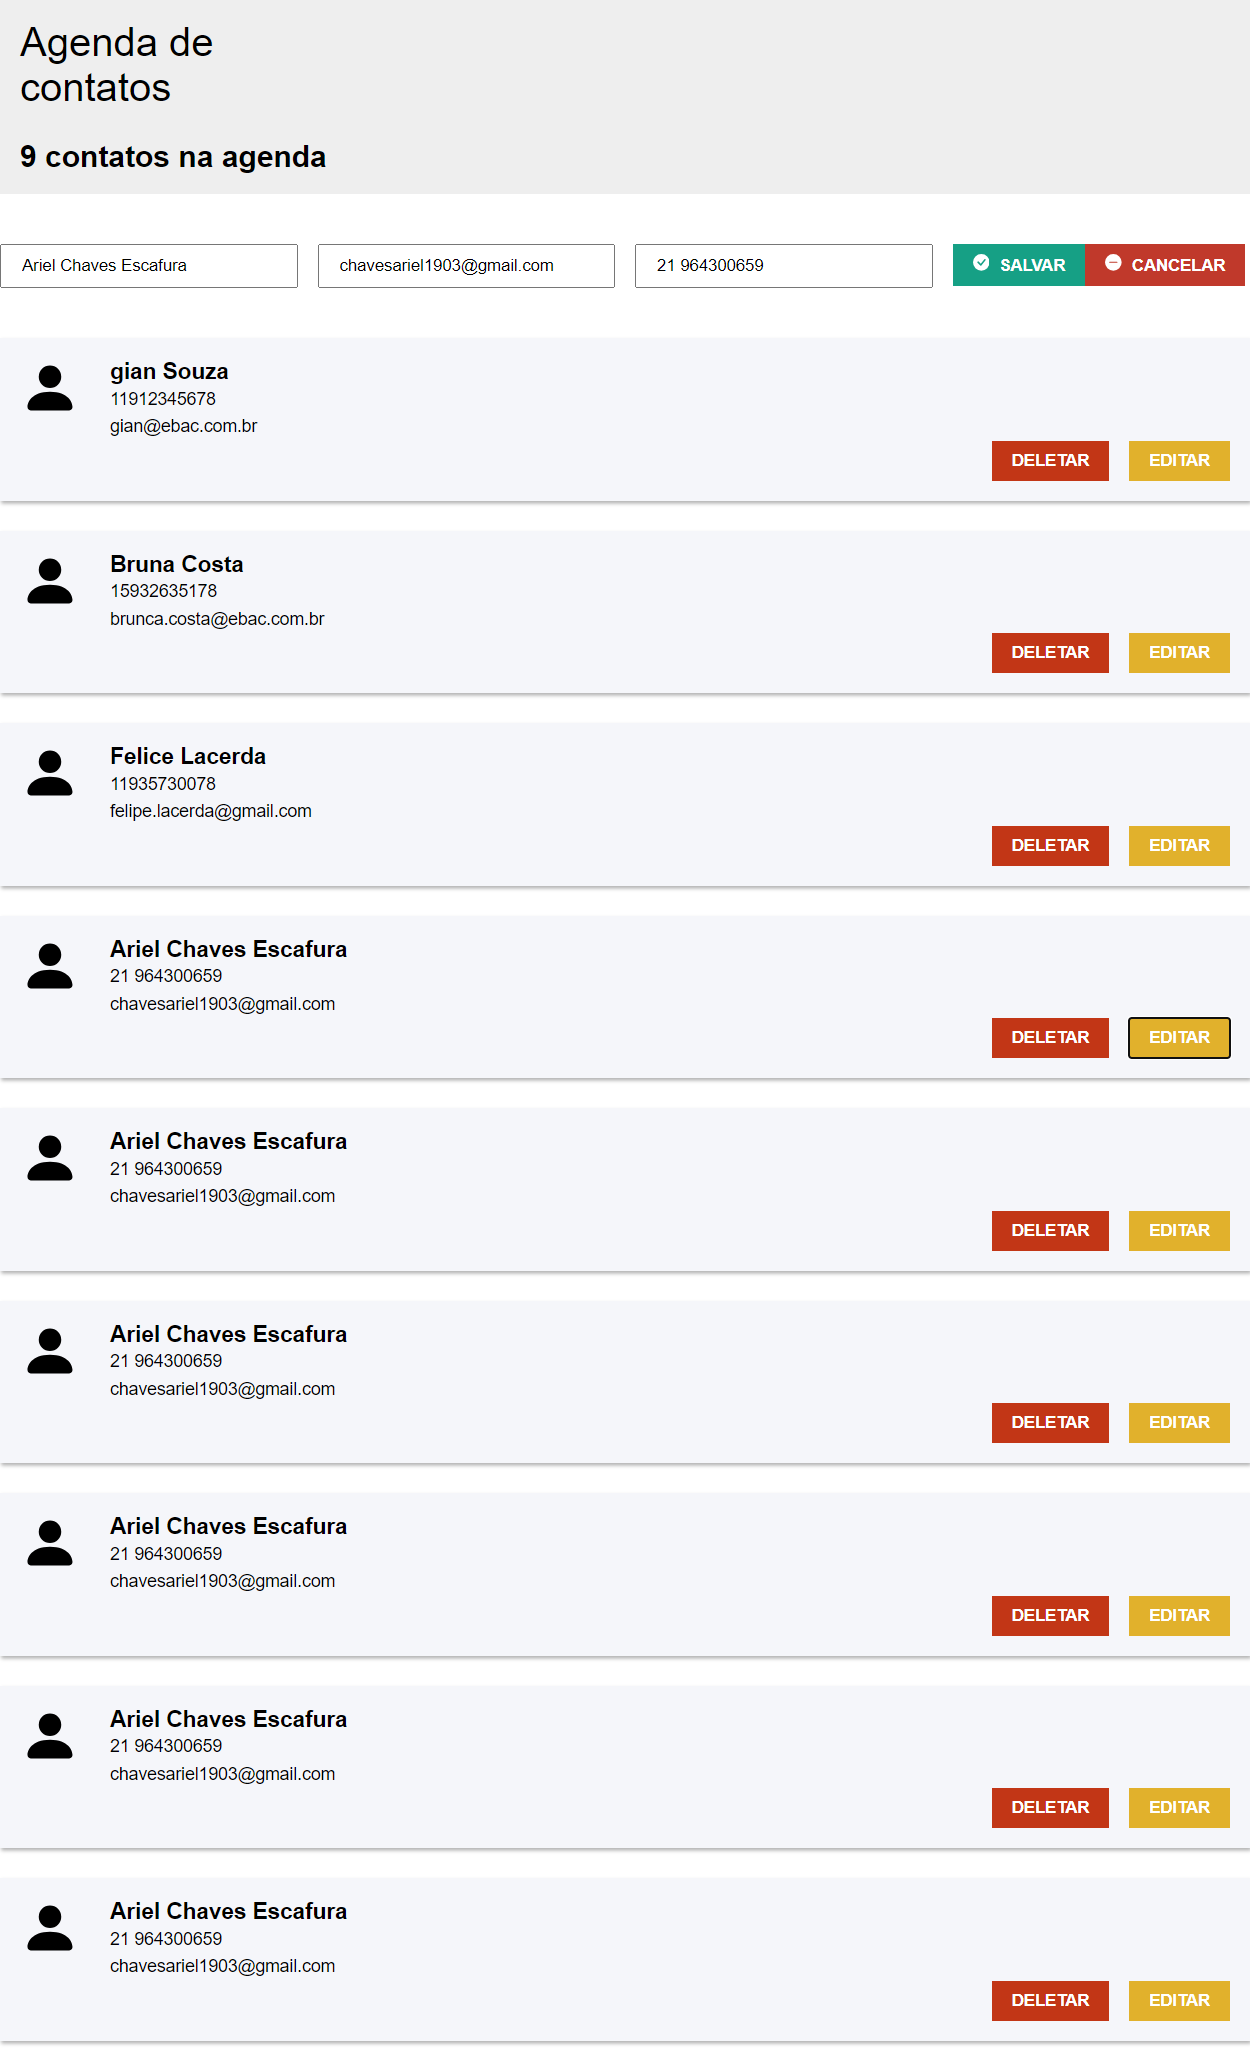 Agenda de
contatos
9 contatos na agenda
Ariel Chaves Escafura chavesariel1903@gmail.com 21 964300659 SALVAR CANCELAR
gian Souza
11912345678
gian@ebac.com.br
DELETAR EDITAR
Bruna Costa
15932635178
brunca.costa@ebac.com.br
DELETAR EDITAR
Felice Lacerda
11935730078
felipe.lacerda@gmail.com
DELETAR EDITAR
Ariel Chaves Escafura
21 964300659
chavesariel1903@gmail.com
DELETAR EDITAR
Ariel Chaves Escafura
21 964300659
chavesariel1903@gmail.com
DELETAR EDITAR
Ariel Chaves Escafura
21 964300659
chavesariel1903@gmail.com
DELETAR EDITAR
Ariel Chaves Escafura
21 964300659
chavesariel1903@gmail.com
DELETAR EDITAR
Ariel Chaves Escafura
21 964300659
chavesariel1903@gmail.com
DELETAR EDITAR
Ariel Chaves Escafura
21 964300659
chavesariel1903@gmail.com
DELETAR EDITAR